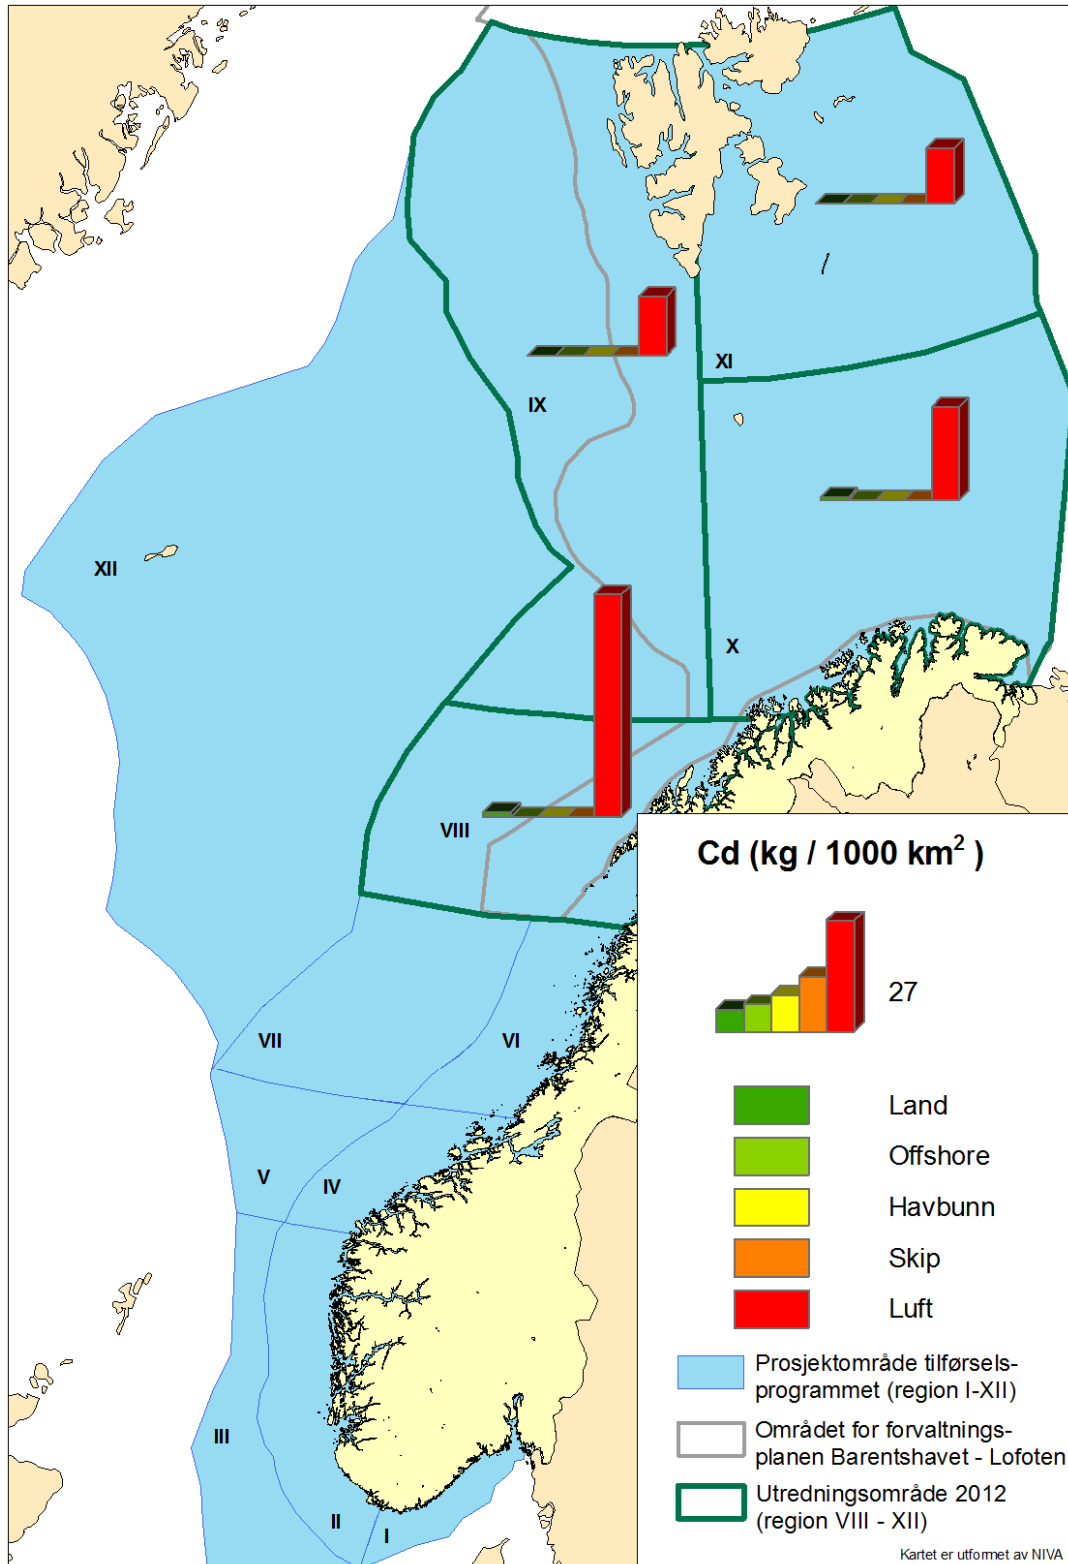 XI
IX
XII
X
VIII
Cd (kg / 1000 km² )
27
VII
VI
Land
Offshore
V
IV
Havbunn
Skip
Luft
Prosjektområde tilførsels-
programmet (region I-XII)
III
Området for forvaltnings-
planen Barentshavet - Lofoten
Utredningsområde 2012
(region VIII - XII)
II
I
Kartet er utformet av NIVA